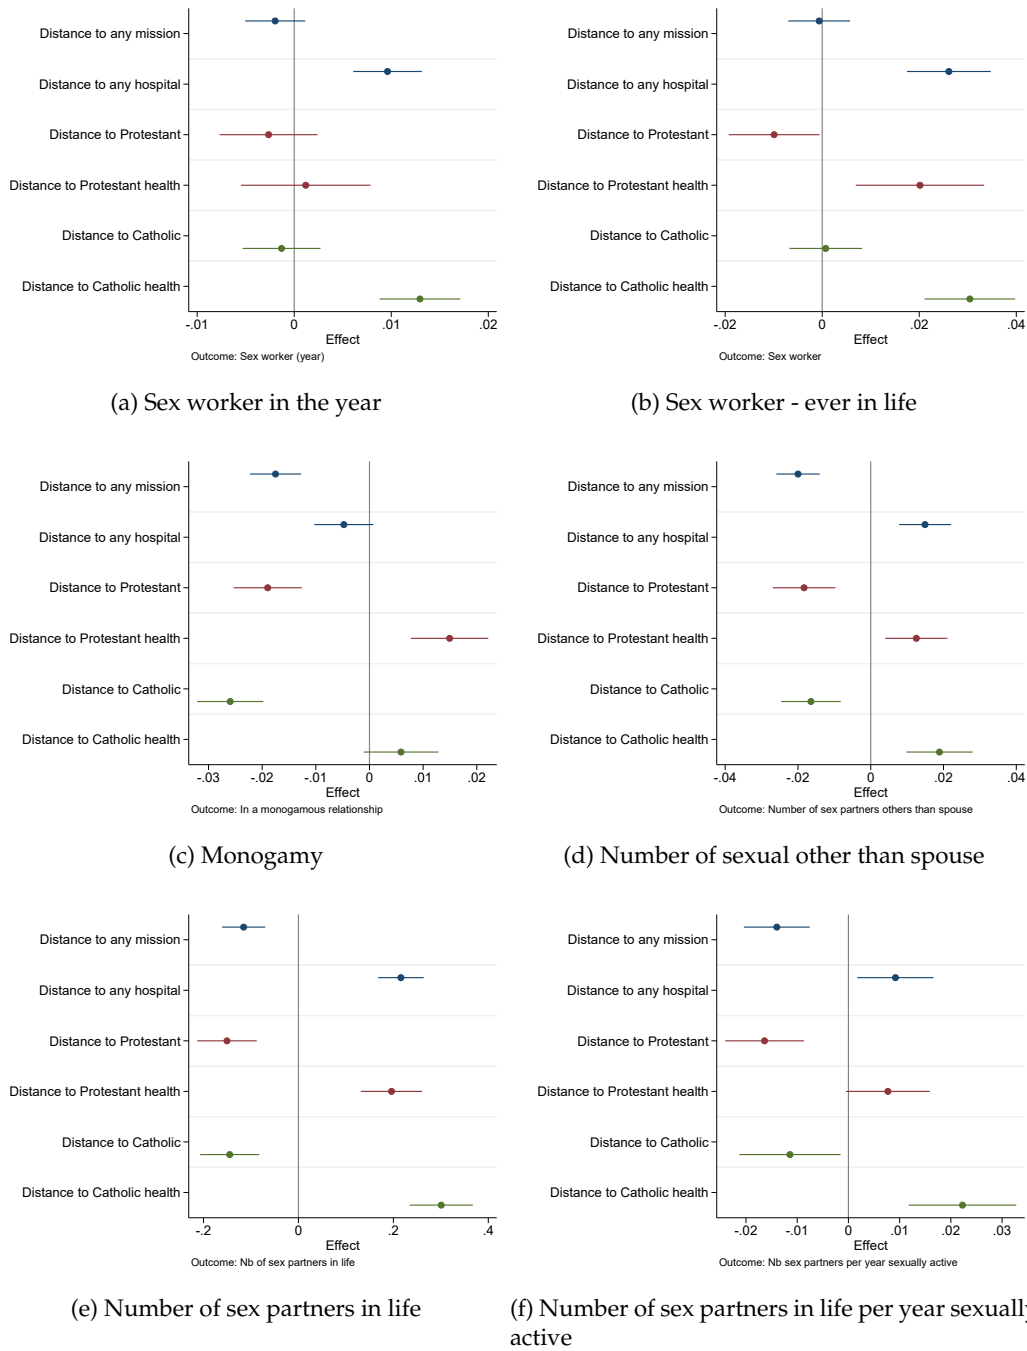 Distance to any mission
Distance to any hospital
Distance to Protestant
Distance to Protestant health
Distance to Catholic
Distance to Catholic health
-.01 0 .01 .02
Effect
Outcome: Sex worker (year)
(a) Sex worker in the year
Distance to any mission
Distance to any hospital
Distance to Protestant
Distance to Protestant health
Distance to Catholic
Distance to Catholic health
-.02 0 .02 .04
Effect
Outcome: Sex worker
(b) Sex worker - ever in life
Distance to any mission
Distance to any hospital
Distance to Protestant
Distance to Protestant health
Distance to Catholic
Distance to Catholic health
-.03 -.02 -.01 0 .01 .02
Effect
Outcome: In a monogamous relationship
(c) Monogamy
Distance to any mission
Distance to any hospital
Distance to Protestant
Distance to Protestant health
Distance to Catholic
Distance to Catholic health
-.04 -.02 0 .02 .04
Effect
Outcome: Number of sex partners others than spouse
(d) Number of sexual other than spouse
Distance to any mission
Distance to any hospital
Distance to Protestant
Distance to Protestant health
Distance to Catholic
Distance to Catholic health
-.2 0 .2 .4
Effect
Outcome: Nb of sex partners in life
(e) Number of sex partners in life
Distance to any mission
Distance to any hospital
Distance to Protestant
Distance to Protestant health
Distance to Catholic
Distance to Catholic health
-.02 -.01 0 .01 .02 .03
Effect
Outcome: Nb sex partners per year sexually active
(f) Number of sex partners in life per year sexually
active